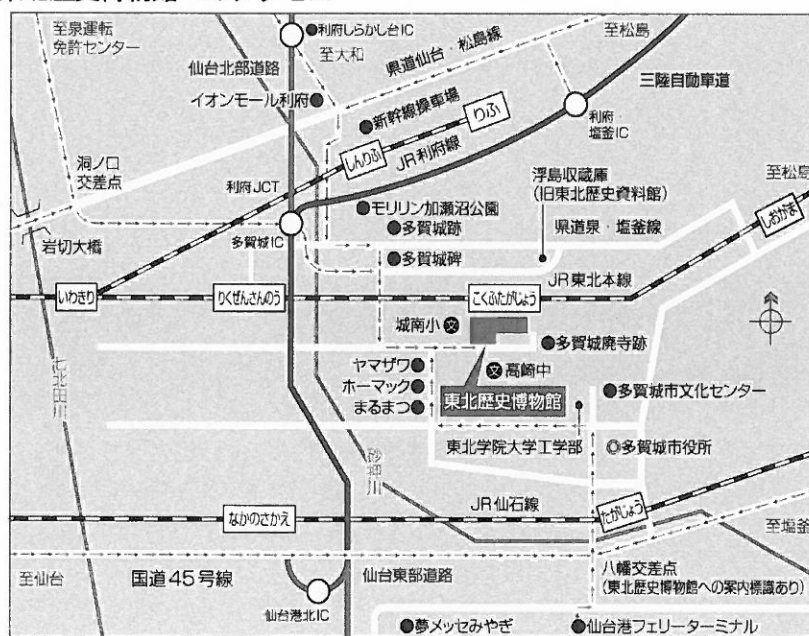 至泉運転
免許センター
仙台北部道路
利府しらかし台IC
至大和
県道仙台・松島線
至松島
三陸自動車道
イオンモール利府
新幹線操車場
りふ
しんりふ
JR利府線
利府・
塩釜IC
洞ノ口
交差点
利府JCT
浮島収蔵庫
(旧東北歴史資料館)
至松島
モリリン加瀬沼公園
しおがま
多賀城跡
県道泉・塩釜線
岩切大橋
多賀城IC
多賀城碑
JR東北本線
いわきり
りくぜんさんのう
こくふたがじょう
城南小
文
多賀城廃寺跡
ヤマザワ
文
高崎中
ホーマック
東北歴史博物館
多賀城市文化センター
まるまつ
七北田川
砂押川
東北学院大学工学部
多賀城市役所
JR仙石線
なかのさかえ
たがじょう
至塩釜
至仙台
国道45号線
仙台東部道路
八幡交差点
(東北歴史博物館への案内標識あり)
仙台港北IC
夢メッセみやぎ
仙台港フェリーターミナル